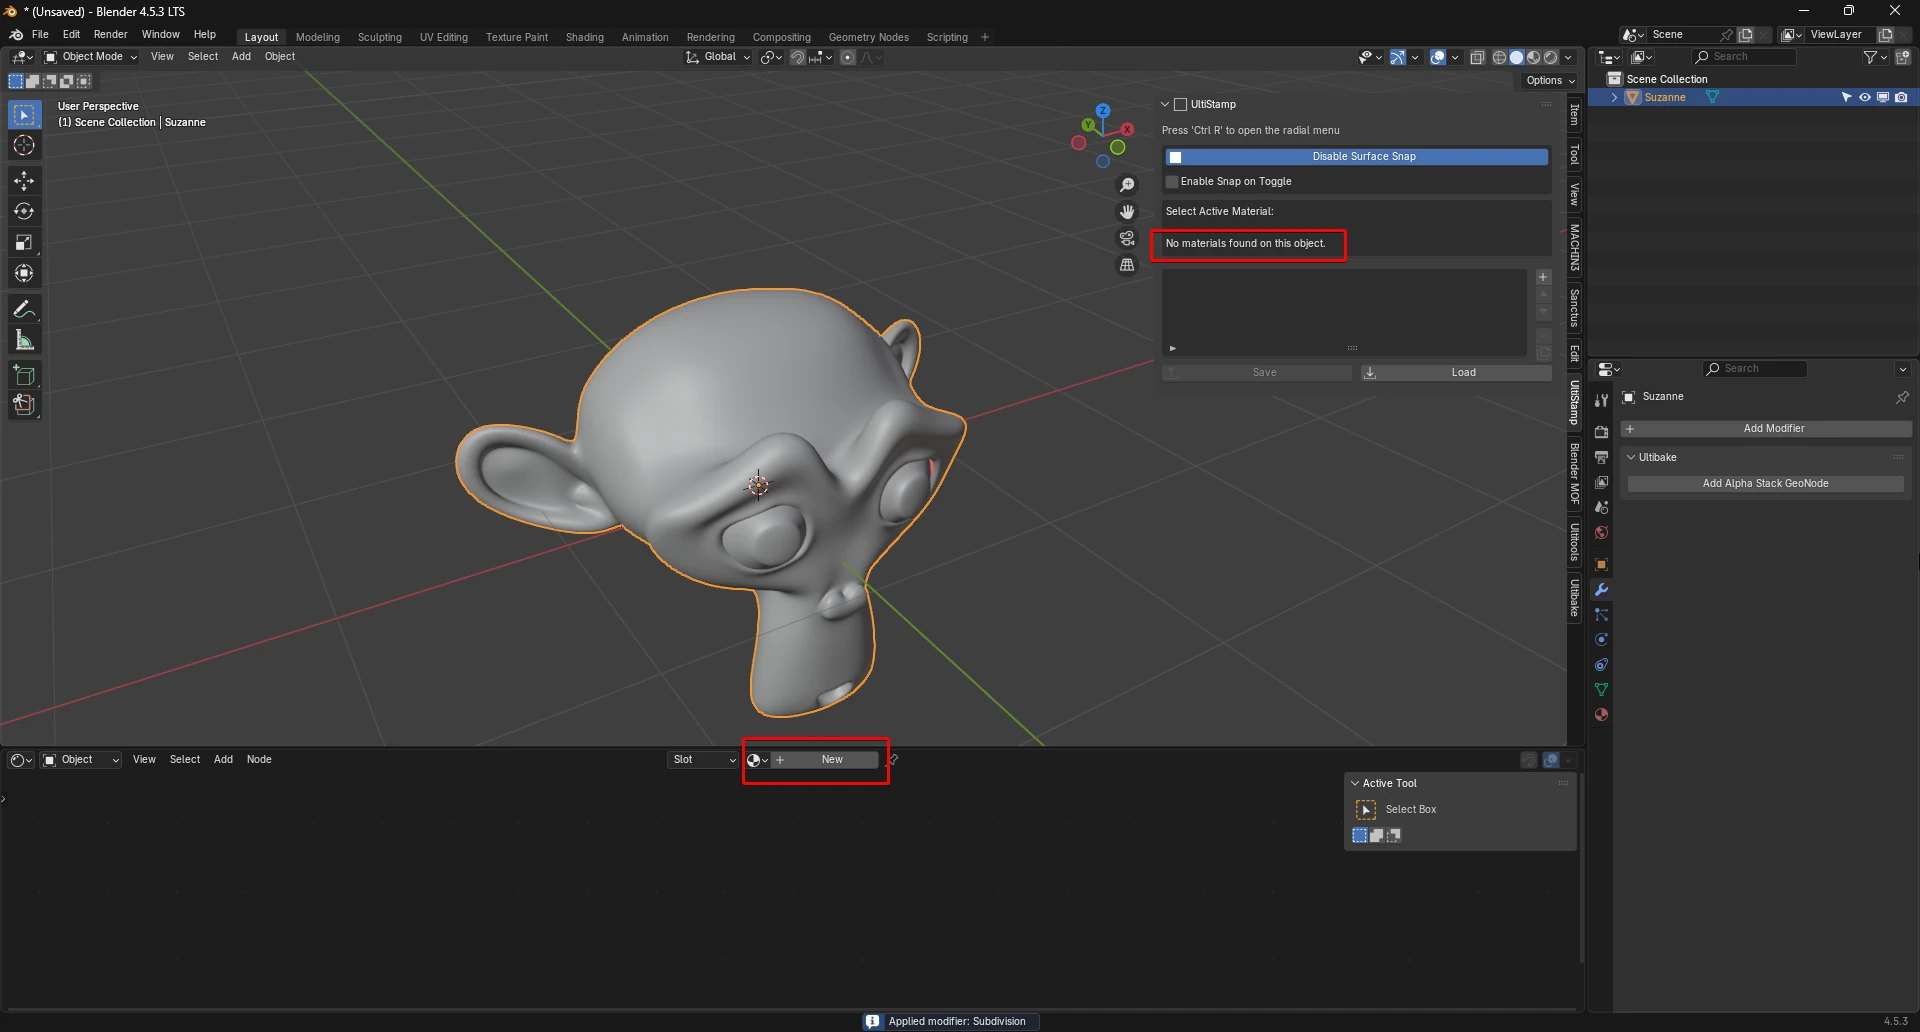 * (Unsaved) - Blender 4.5.3 LTS
File Edit Render Window Help Layout Modeling Sculpting UV Editing Texture Paint Shading Animation Rendering Compositing Geometry Nodes Scripting + Scene ViewLayer
Object Mode View Select Add Object Global Search
Options
Scene Collection
Suzanne
User Perspective
(1) Scene Collection | Suzanne
Z
Y
X
UltiStamp
Press 'Ctrl R' to open the radial menu
Disable Surface Snap
Enable Snap on Toggle
Select Active Material:
No materials found on this object.
Save Load
Item
Tool
View
MACHIN3
Sanctus
Edit
UltiStamp
Blender MOF
Ultitools
Ultibake
Search
Suzanne
+ Add Modifier
Ultibake
Add Alpha Stack GeoNode
Object View Select Add Node Slot + New
Active Tool
Select Box
Applied modifier: Subdivision
4.5.3